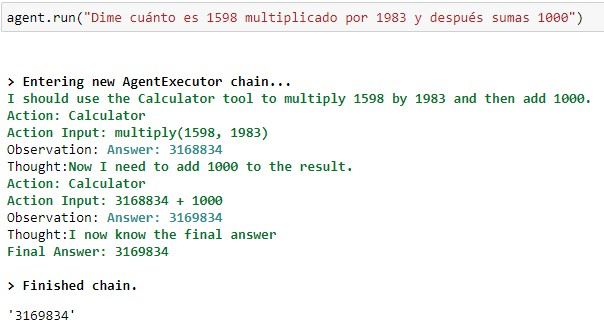 agent.run("Dime cuánto es 1598 multiplicado por 1983 y después sumas 1000")
> Entering new AgentExecutor chain...
I should use the Calculator tool to multiply 1598 by 1983 and then add 1000.
Action: Calculator
Action Input: multiply(1598, 1983)
Observation: Answer: 3168834
Thought:Now I need to add 1000 to the result.
Action: Calculator
Action Input: 3168834 + 1000
Observation: Answer: 3169834
Thought:I now know the final answer
Final Answer: 3169834
> Finished chain.
'3169834'